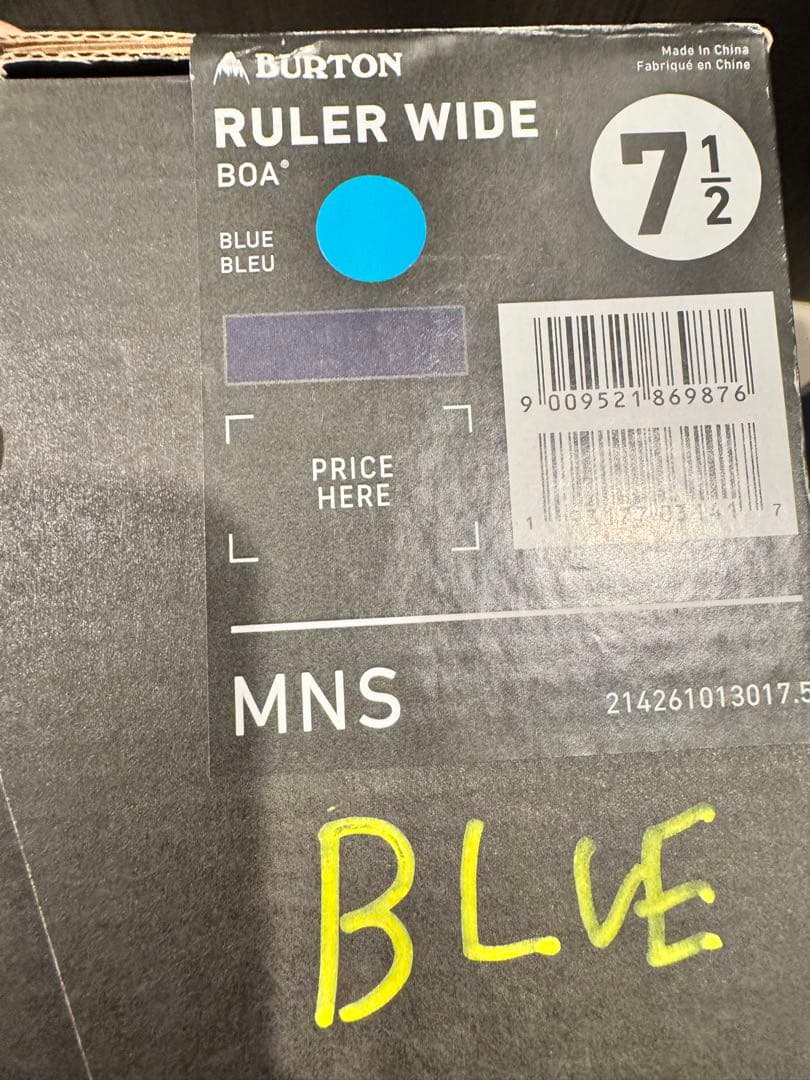 BURTON
Made In China
Fabriqué en Chine
RULER WIDE
BOA®
7 1/2
BLUE
BLEU
9 009521 869876
PRICE
HERE
MNS
214261013017.5
BLUE